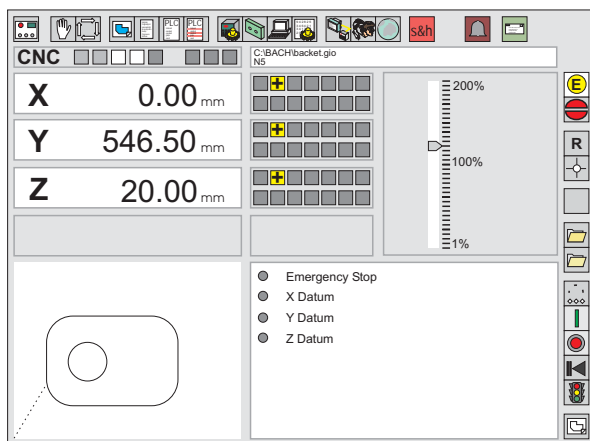 PLC PLC s&h
CNC
C:\BACH\backet.gio
N5
X 0.00 mm
Y 546.50 mm
Z 20.00 mm
200%
100%
1%
E
R
Emergency Stop
X Datum
Y Datum
Z Datum